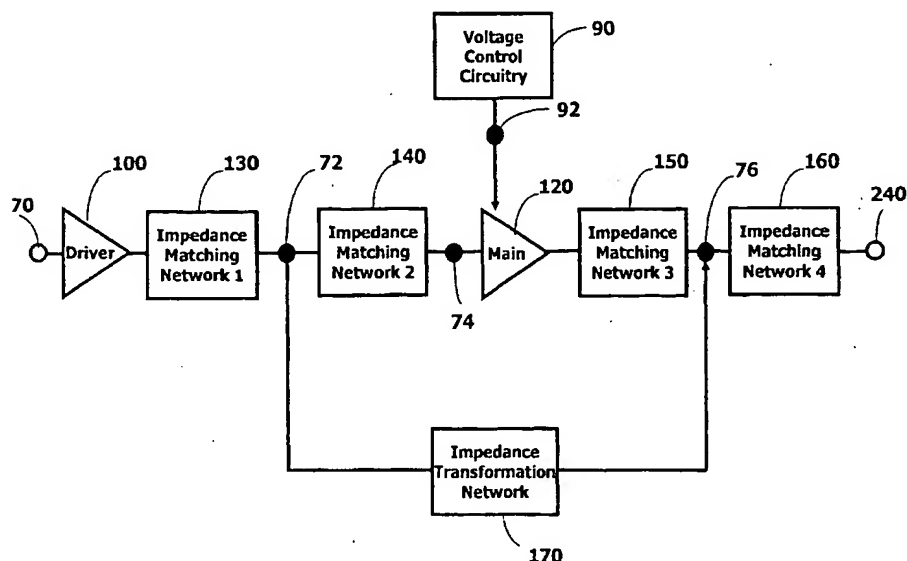 Voltage
Control
Circuitry
90
92
100
130
72
140
120
150
76
160
240
70
Driver
Impedance
Matching
Network 1
Impedance
Matching
Network 2
Main
Impedance
Matching
Network 3
Impedance
Matching
Network 4
74
Impedance
Transformation
Network
170